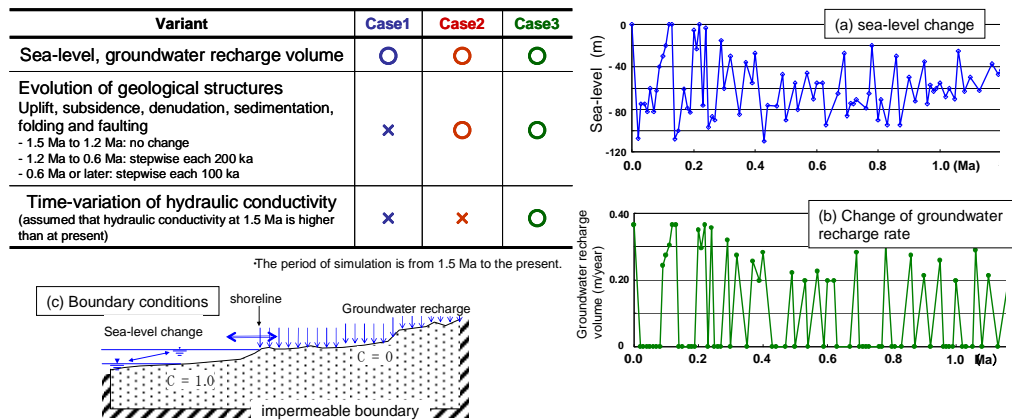 Variant Case1 Case2 Case3
Sea-level, groundwater recharge volume ○ ○ ○
Evolution of geological structures
Uplift, subsidence, denudation, sedimentation,
folding and faulting × ○ ○
- 1.5 Ma to 1.2 Ma: no change
- 1.2 Ma to 0.6 Ma: stepwise each 200 ka
- 0.6 Ma or later: stepwise each 100 ka
Time-variation of hydraulic conductivity
(assumed that hydraulic conductivity at 1.5 Ma is higher × × ○
than at present)
・The period of simulation is from 1.5 Ma to the present.
(a) sea-level change
Sea-level (m)
0
- 40
- 80
-120
0.0 0.2 0.4 0.6 0.8 1.0 (Ma)
(b) Change of groundwater
recharge rate
Groundwater recharge
volume (m/year)
0.40
0.20
0
0.0 0.2 0.4 0.6 0.8 1.0 (Ma)
(c) Boundary conditions
shoreline
Groundwater recharge
Sea-level change
C = 0
C = 1.0
impermeable boundary